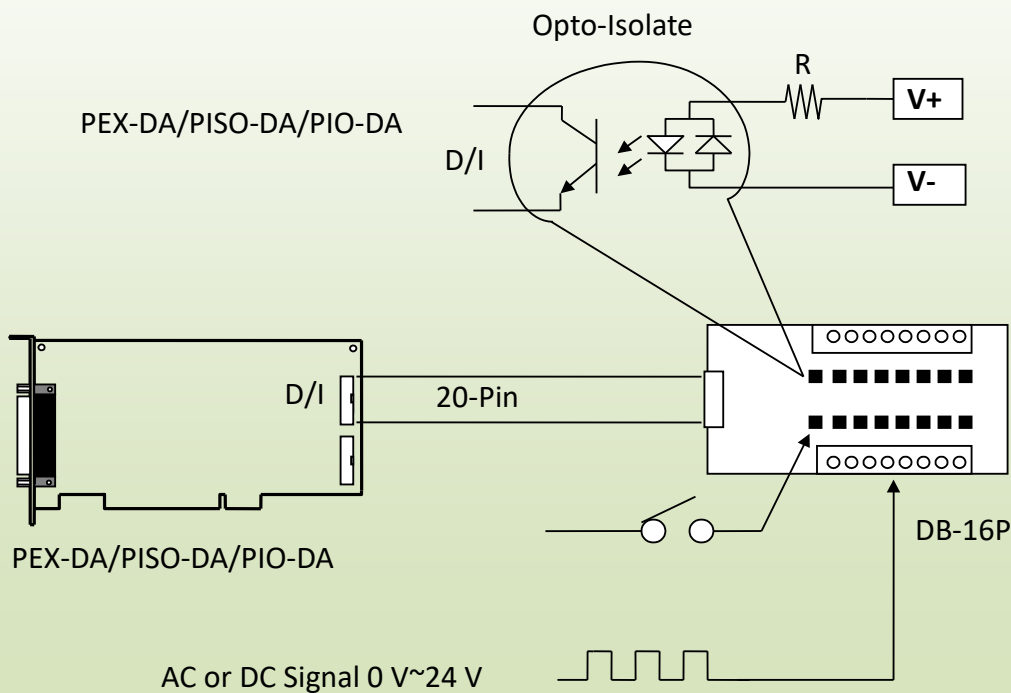 Opto-Isolate
R
V+
PEX-DA/PISO-DA/PIO-DA
D/I
V-
D/I
20-Pin
DB-16P
PEX-DA/PISO-DA/PIO-DA
AC or DC Signal 0 V~24 V